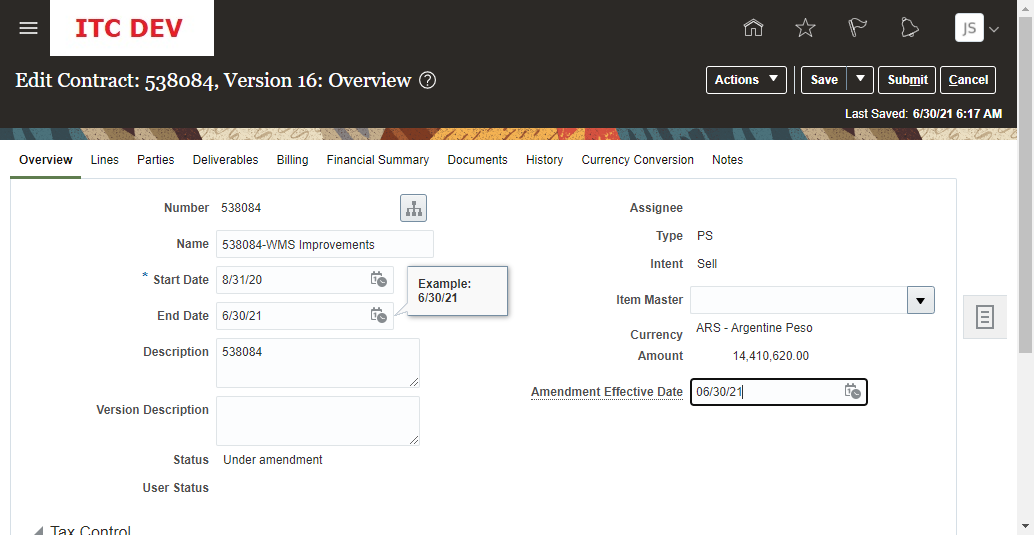 ITC DEV
JS
Edit Contract: 538084, Version 16: Overview ?
Actions Save Submit Cancel
Last Saved: 6/30/21 6:17 AM
Overview Lines Parties Deliverables Billing Financial Summary Documents History Currency Conversion Notes
Number 538084
Name 538084-WMS Improvements
* Start Date 8/31/20
End Date 6/30/21
Example:
6/30/21
Description 538084
Version Description
Status Under amendment
User Status
Assignee
Type PS
Intent Sell
Item Master
Currency ARS - Argentine Peso
Amount 14,410,620.00
Amendment Effective Date 06/30/21
Tax Control